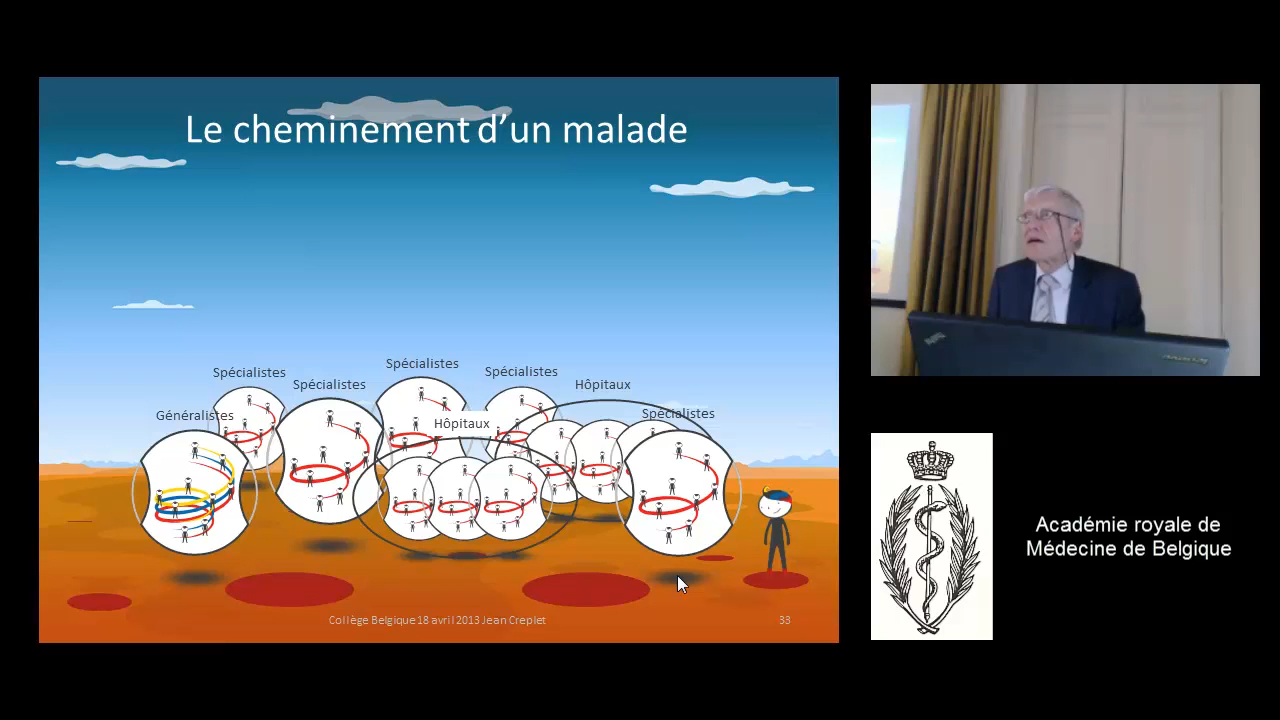 Le cheminement d'un malade
Spécialistes
Spécialistes
Spécialistes
Spécialistes
Hôpitaux
Généralistes
Hôpitaux
Spécialistes
Collège Belgique 18 avril 2013 Jean Creplet
33
Académie royale de
Médecine de Belgique